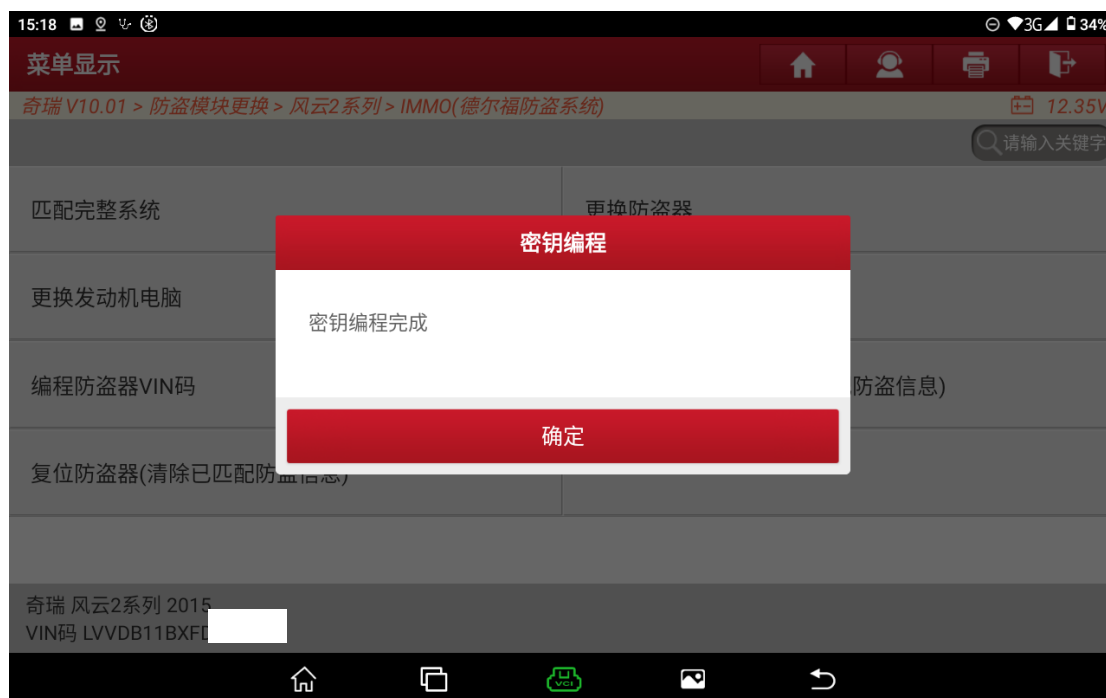 15:18 3G 34%
菜单显示
奇瑞 V10.01 > 防盗模块更换 > 风云2系列 > IMMO(德尔福防盗系统) 12.35V
请输入关键字
匹配完整系统
更换防盗器
密钥编程
更换发动机电脑
密钥编程完成
编程防盗器VIN码
防盗信息)
确定
复位防盗器(清除已匹配防盗信息)
奇瑞 风云2系列 2015
VIN码 LVVDB11BXF
VCI